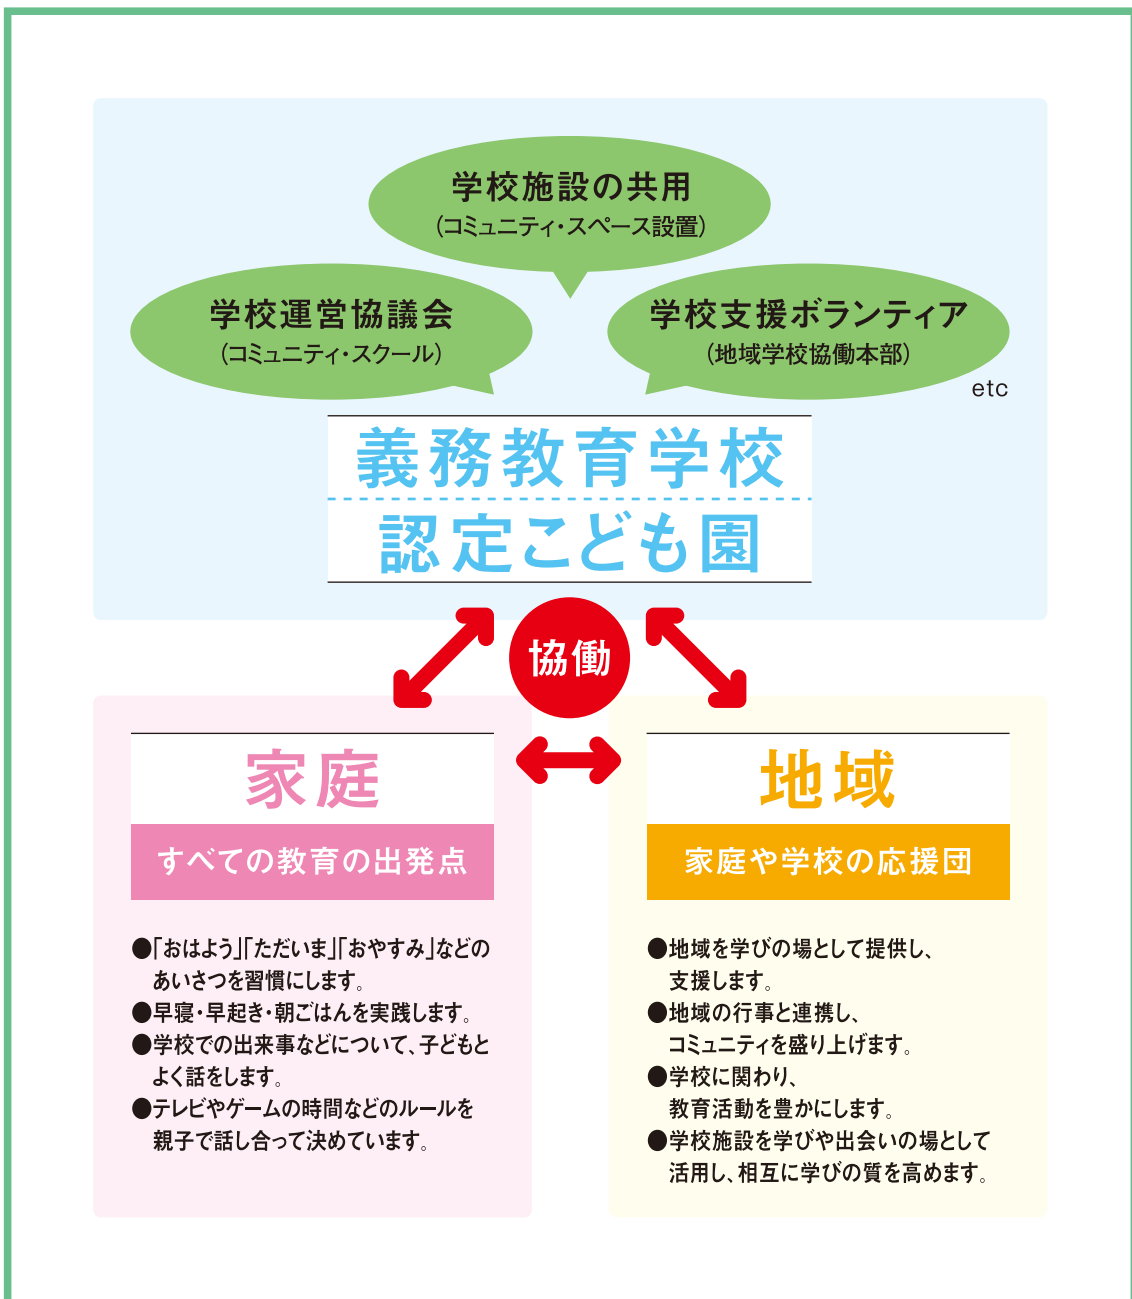 学校施設の共用
（コミュニティ・スペース設置）
学校運営協議会
（コミュニティ・スクール）
学校支援ボランティア
（地域学校協働本部）
etc
義務教育学校
認定こども園
協働
家庭
すべての教育の出発点
●「おはよう」「ただいま」「おやすみ」などの
あいさつを習慣にします。
●早寝・早起き・朝ごはんを実践します。
●学校での出来事などについて、子どもと
よく話をします。
●テレビやゲームの時間などのルールを
親子で話し合って決めています。
地域
家庭や学校の応援団
●地域を学びの場として提供し、
支援します。
●地域の行事と連携し、
コミュニティを盛り上げます。
●学校に関わり、
教育活動を豊かにします。
●学校施設を学びや出会いの場として
活用し、相互に学びの質を高めます。